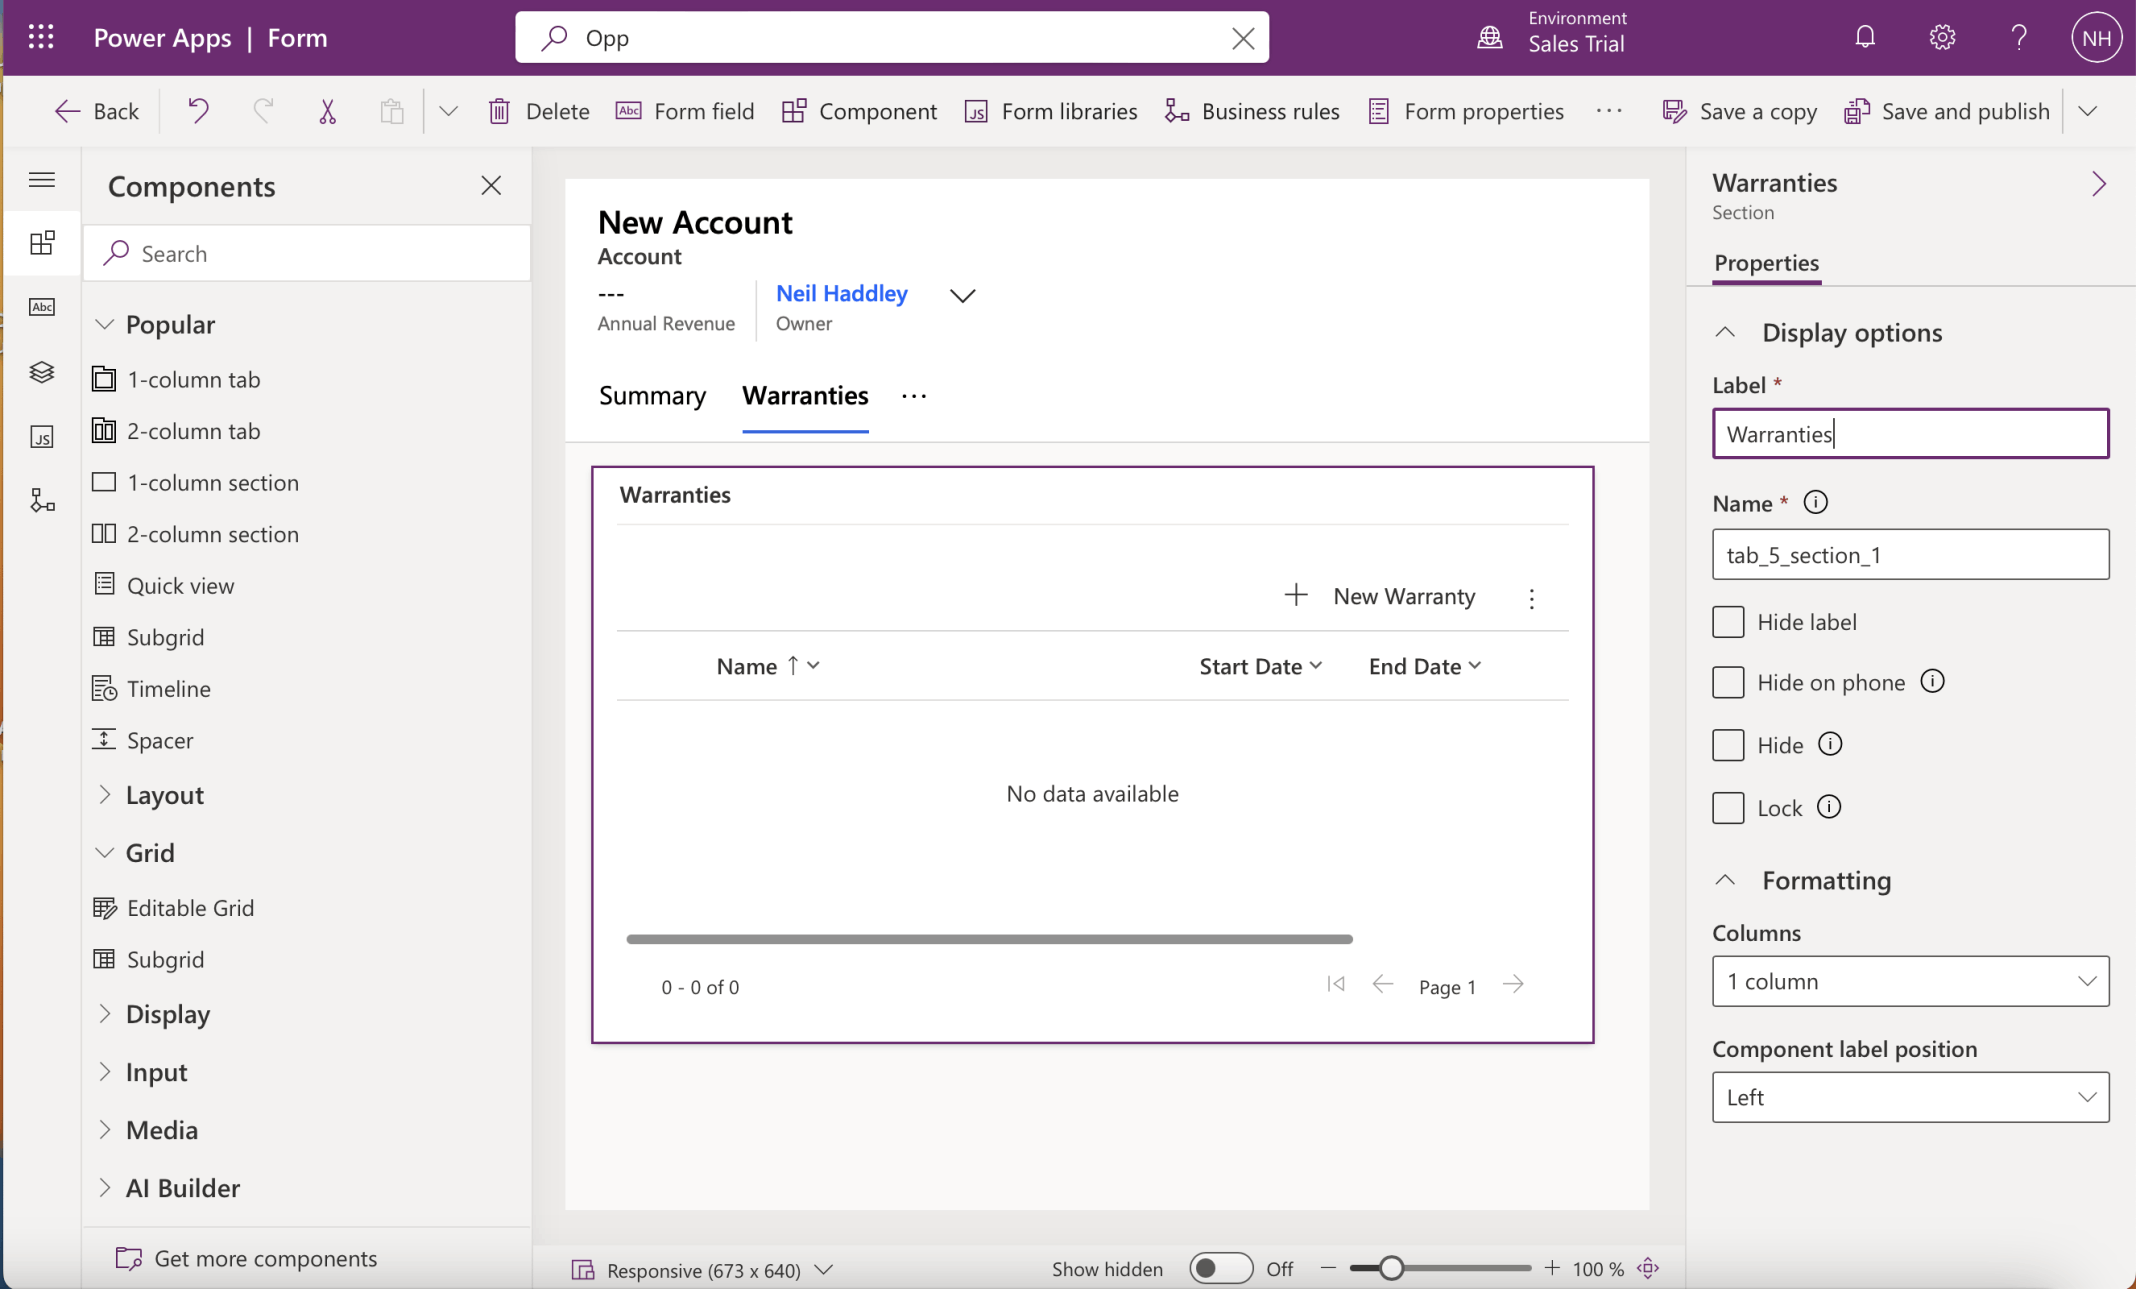 Power Apps | Form
Opp
Environment
Sales Trial
NH
Back
Delete
Abc Form field
Component
JS Form libraries
Business rules
Form properties
Save a copy
Save and publish
Components
Search
Abc
JS
Popular
1-column tab
2-column tab
1-column section
2-column section
Quick view
Subgrid
Timeline
Spacer
Layout
Grid
Editable Grid
Subgrid
Display
Input
Media
AI Builder
Get more components
New Account
Account
---
Annual Revenue
Neil Haddley
Owner
Summary
Warranties
Warranties
New Warranty
Name
Start Date
End Date
No data available
0 - 0 of 0
Page 1
Responsive (673 x 640)
Show hidden
Off
100 %
Warranties
Section
Properties
Display options
Label *
Warranties
Name *
tab_5_section_1
Hide label
Hide on phone
Hide
Lock
Formatting
Columns
1 column
Component label position
Left